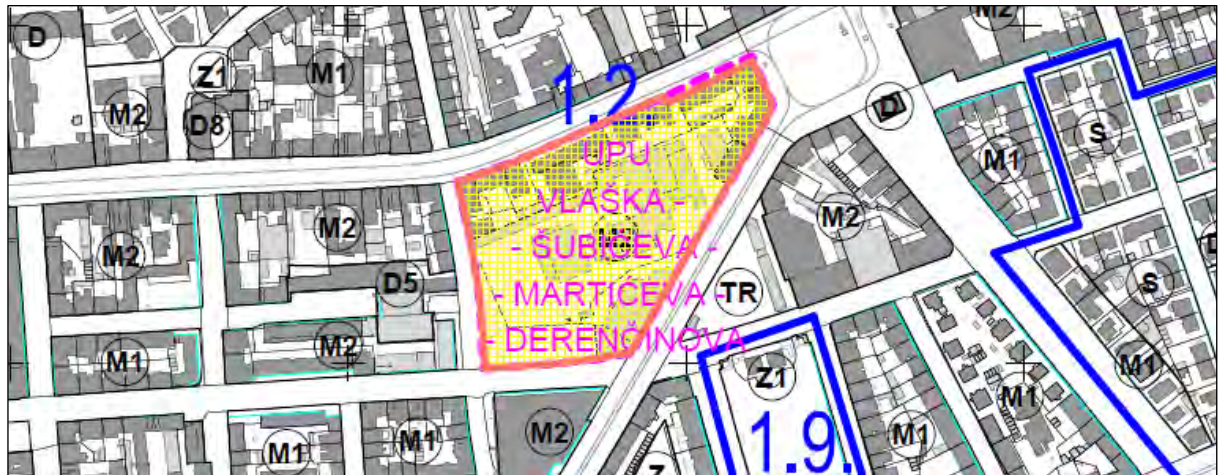 D
Z1
M1
M2
D8
M2
1.2.
D
M1
S
UPU
VLAŠKA -
- ŠUBIĆEVA -
- MARTIĆEVA -
- DERENČINOVA
M2
M2
D5
M2
TR
S
M1
M2
Z1
M1
M1
M1
M1
M2
M1
1.9.
Z